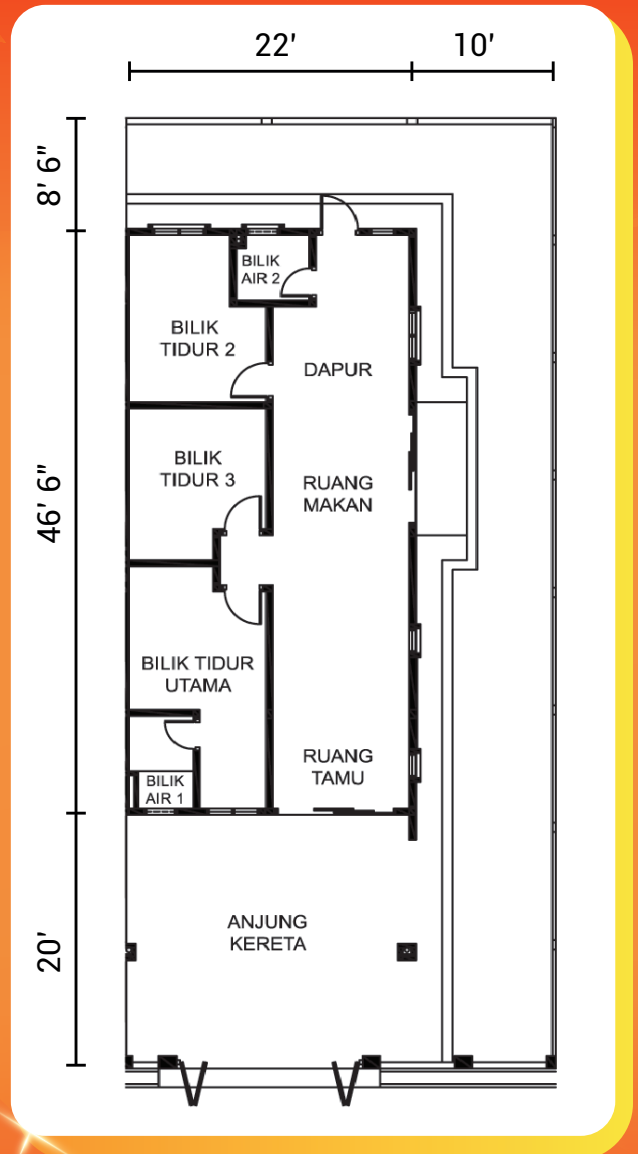 22'
10'
8' 6"
46' 6"
20'
BILIK
AIR 2
BILIK
TIDUR 2
DAPUR
BILIK
TIDUR 3
RUANG
MAKAN
BILIK TIDUR
UTAMA
RUANG
TAMU
BILIK
AIR 1
ANJUNG
KERETA